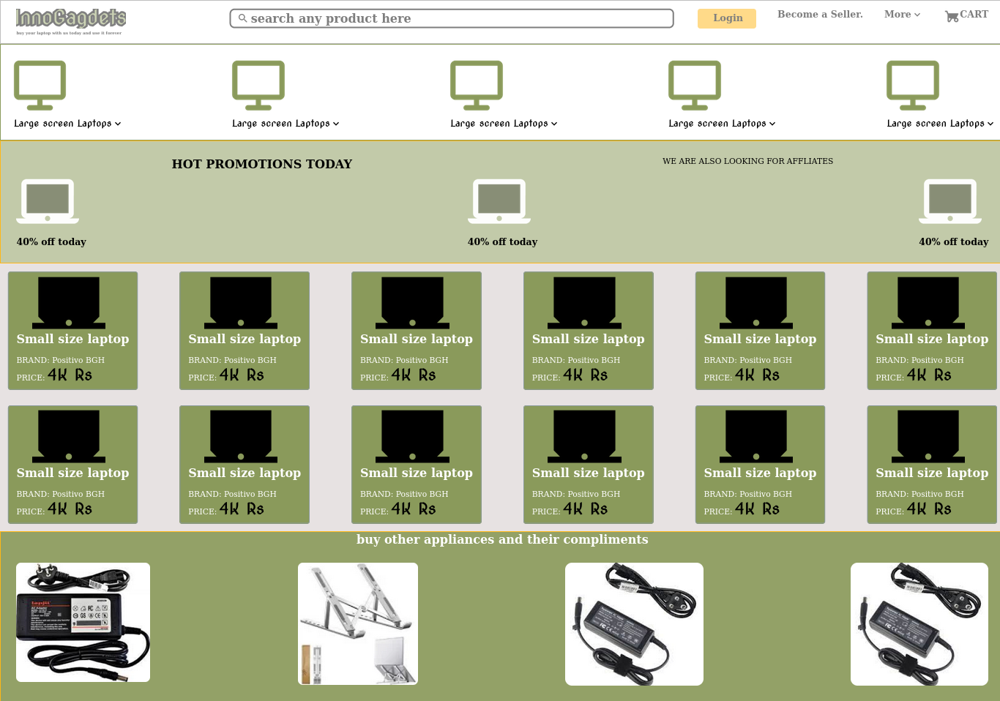 InnoGagdets
buy your laptop with us today and use it forever
search any product here
Login
Become a Seller.
More
CART
Large screen Laptops
Large screen Laptops
Large screen Laptops
Large screen Laptops
Large screen Laptops
HOT PROMOTIONS TODAY
WE ARE ALSO LOOKING FOR AFFLIATES
40% off today
40% off today
40% off today
Small size laptop
BRAND: Positivo BGH
PRICE: 4K Rs
Small size laptop
BRAND: Positivo BGH
PRICE: 4K Rs
Small size laptop
BRAND: Positivo BGH
PRICE: 4K Rs
Small size laptop
BRAND: Positivo BGH
PRICE: 4K Rs
Small size laptop
BRAND: Positivo BGH
PRICE: 4K Rs
Small size laptop
BRAND: Positivo BGH
PRICE: 4K Rs
Small size laptop
BRAND: Positivo BGH
PRICE: 4K Rs
Small size laptop
BRAND: Positivo BGH
PRICE: 4K Rs
Small size laptop
BRAND: Positivo BGH
PRICE: 4K Rs
Small size laptop
BRAND: Positivo BGH
PRICE: 4K Rs
Small size laptop
BRAND: Positivo BGH
PRICE: 4K Rs
Small size laptop
BRAND: Positivo BGH
PRICE: 4K Rs
buy other appliances and their compliments
AC Adapter